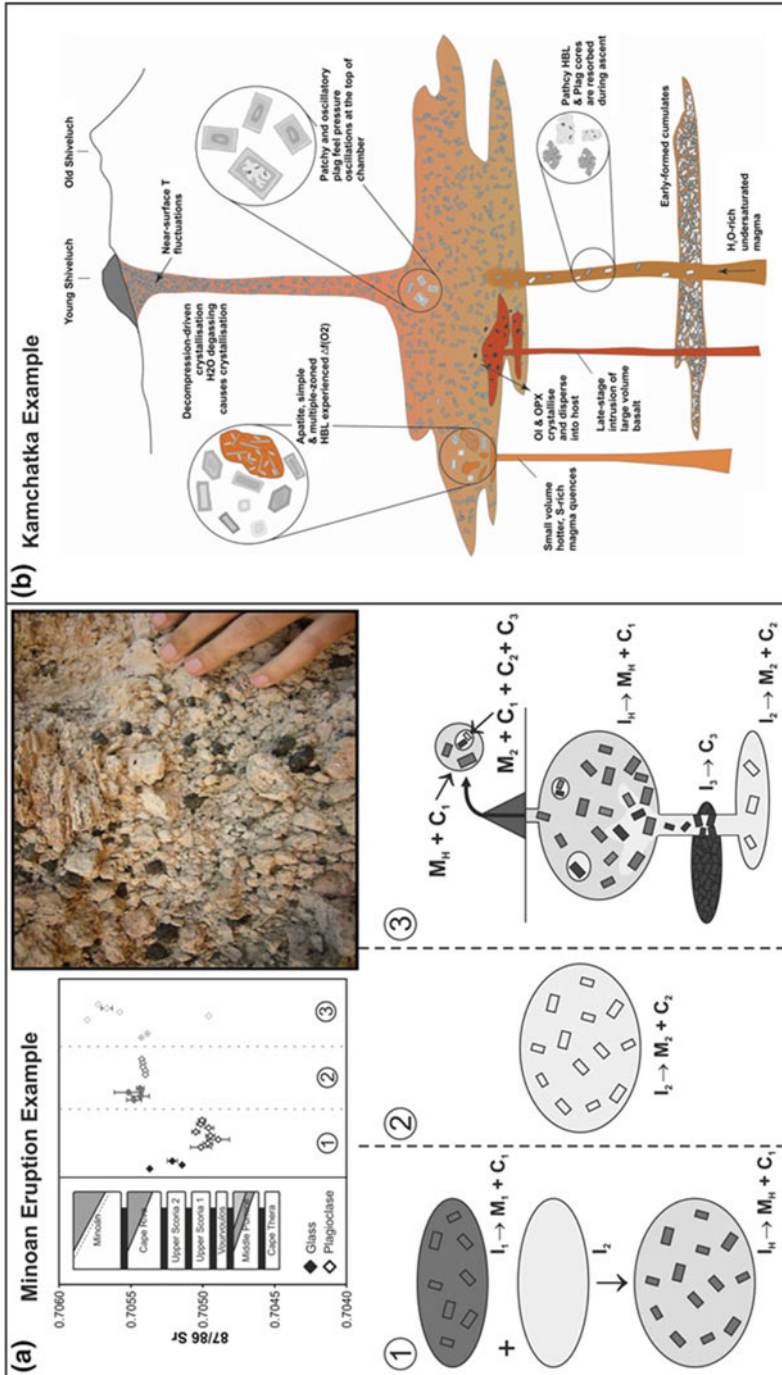 (a) Minoan Eruption Example
0.7060
0.7055
0.7050
0.7045
0.7040
87/86 Sr
Minoan
Cape Riva
Upper Scoria 2
Upper Scoria 1
Vourvoulos
Middle Pumice
Cape Thera
Glass
Plagioclase
1
2
3
1
I₁→ M₁ + C₁
+
I₂
I_H→ M_H + C₁
2
I₂→ M₂ + C₂
3
M_H + C₁
M₂ + C₁ + C₂ + C₃
I_H→ M_H + C₁
I₃→ C₃
I₂→ M₂ + C₂
(b) Kamchatka Example
Young Shiveluch
Old Shiveluch
Near-surface T
fluctuations
Decompression-driven
crystallisation
H2O degassing
causes crystallisation
Apatite, simple
& multiple-zoned
HBL experienced Δf(O2)
Patchy and oscillatory
plag feel pressure
oscillations at the top of
chamber
Pathcy HBL
& Plag cores
are resorbed
during ascent
Ol & OPX
crystallise
and disperse
into host
Small volume
hotter, S-rich
magma quences
Late-stage
intrusion of
large volume
basalt
Early-formed cumulates
H₂O-rich
undersaturated
magma